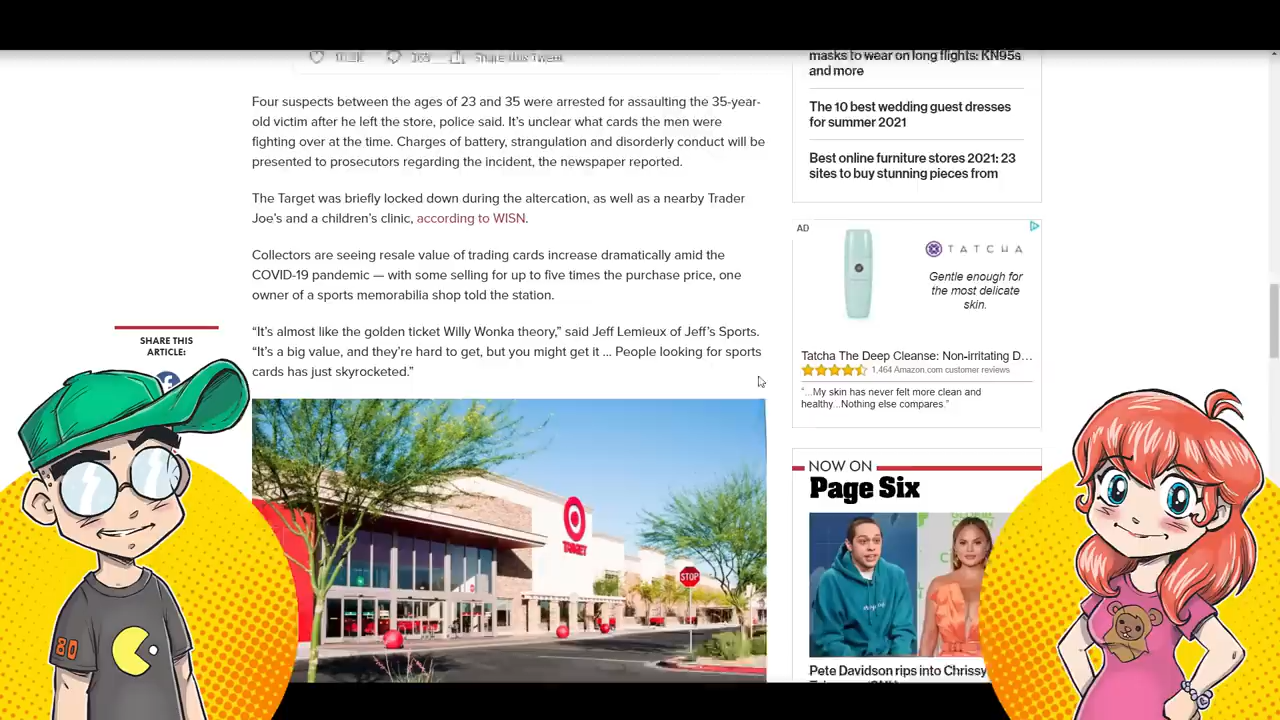 Share this Tweet
Four suspects between the ages of 23 and 35 were arrested for assaulting the 35-year-
old victim after he left the store, police said. It's unclear what cards the men were
fighting over at the time. Charges of battery, strangulation and disorderly conduct will be
presented to prosecutors regarding the incident, the newspaper reported.
The Target was briefly locked down during the altercation, as well as a nearby Trader
Joe's and a children's clinic, according to WISN.
Collectors are seeing resale value of trading cards increase dramatically amid the
COVID-19 pandemic — with some selling for up to five times the purchase price, one
owner of a sports memorabilia shop told the station.
“It's almost like the golden ticket Willy Wonka theory,” said Jeff Lemieux of Jeff's Sports.
“It's a big value, and they're hard to get, but you might get it ... People looking for sports
cards has just skyrocketed.”
SHARE THIS
ARTICLE:
TARGET
STOP
80
masks to wear on long flights: KN95s
and more
The 10 best wedding guest dresses
for summer 2021
Best online furniture stores 2021: 23
sites to buy stunning pieces from
AD
TATCHA
Gentle enough for
the most delicate
skin.
Tatcha The Deep Cleanse: Non-irritating D...
1,464 Amazon.com customer reviews
“...My skin has never felt more clean and
healthy...Nothing else compares.”
NOW ON
Page Six
Pete Davidson rips into Chrissy